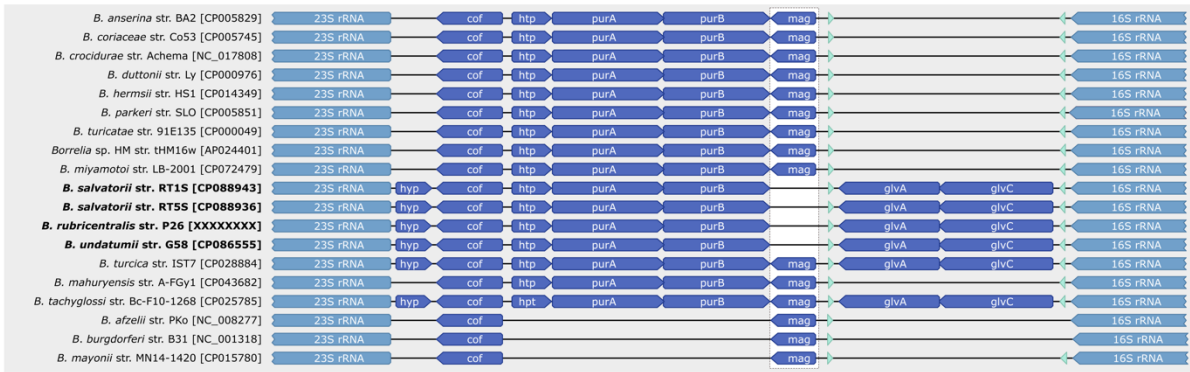 B. anserina str. BA2 [CP005829] 23S rRNA cof htp purA purB mag 16S rRNA
B. coriaceae str. Co53 [CP005745] 23S rRNA cof htp purA purB mag 16S rRNA
B. crocidurae str. Achema [NC_017808] 23S rRNA cof htp purA purB mag 16S rRNA
B. duttonii str. Ly [CP000976] 23S rRNA cof htp purA purB mag 16S rRNA
B. hermsii str. HS1 [CP014349] 23S rRNA cof htp purA purB mag 16S rRNA
B. parkeri str. SLO [CP005851] 23S rRNA cof htp purA purB mag 16S rRNA
B. turicatae str. 91E135 [CP000049] 23S rRNA cof htp purA purB mag 16S rRNA
Borrelia sp. HM str. tHM16w [AP024401] 23S rRNA cof htp purA purB mag 16S rRNA
B. miyamotoi str. LB-2001 [CP072479] 23S rRNA cof htp purA purB mag 16S rRNA
B. salvatorii str. RT1S [CP088943] 23S rRNA hyp cof htp purA purB glvA glvC 16S rRNA
B. salvatorii str. RT5S [CP088936] 23S rRNA hyp cof htp purA purB glvA glvC 16S rRNA
B. rubricentralis str. P26 [XXXXXXXX] 23S rRNA hyp cof htp purA purB glvA glvC 16S rRNA
B. undatumii str. G58 [CP086555] 23S rRNA hyp cof htp purA purB glvA glvC 16S rRNA
B. turcica str. IST7 [CP028884] 23S rRNA hyp cof htp purA purB mag glvA glvC 16S rRNA
B. mahuryensis str. A-FGy1 [CP043682] 23S rRNA cof htp purA purB mag 16S rRNA
B. tachyglossi str. Bc-F10-1268 [CP025785] 23S rRNA hyp cof hpt purA purB mag glvA glvC 16S rRNA
B. afzelii str. PKo [NC_008277] 23S rRNA cof mag 16S rRNA
B. burgdorferi str. B31 [NC_001318] 23S rRNA cof mag 16S rRNA
B. mayonii str. MN14-1420 [CP015780] 23S rRNA cof mag 16S rRNA